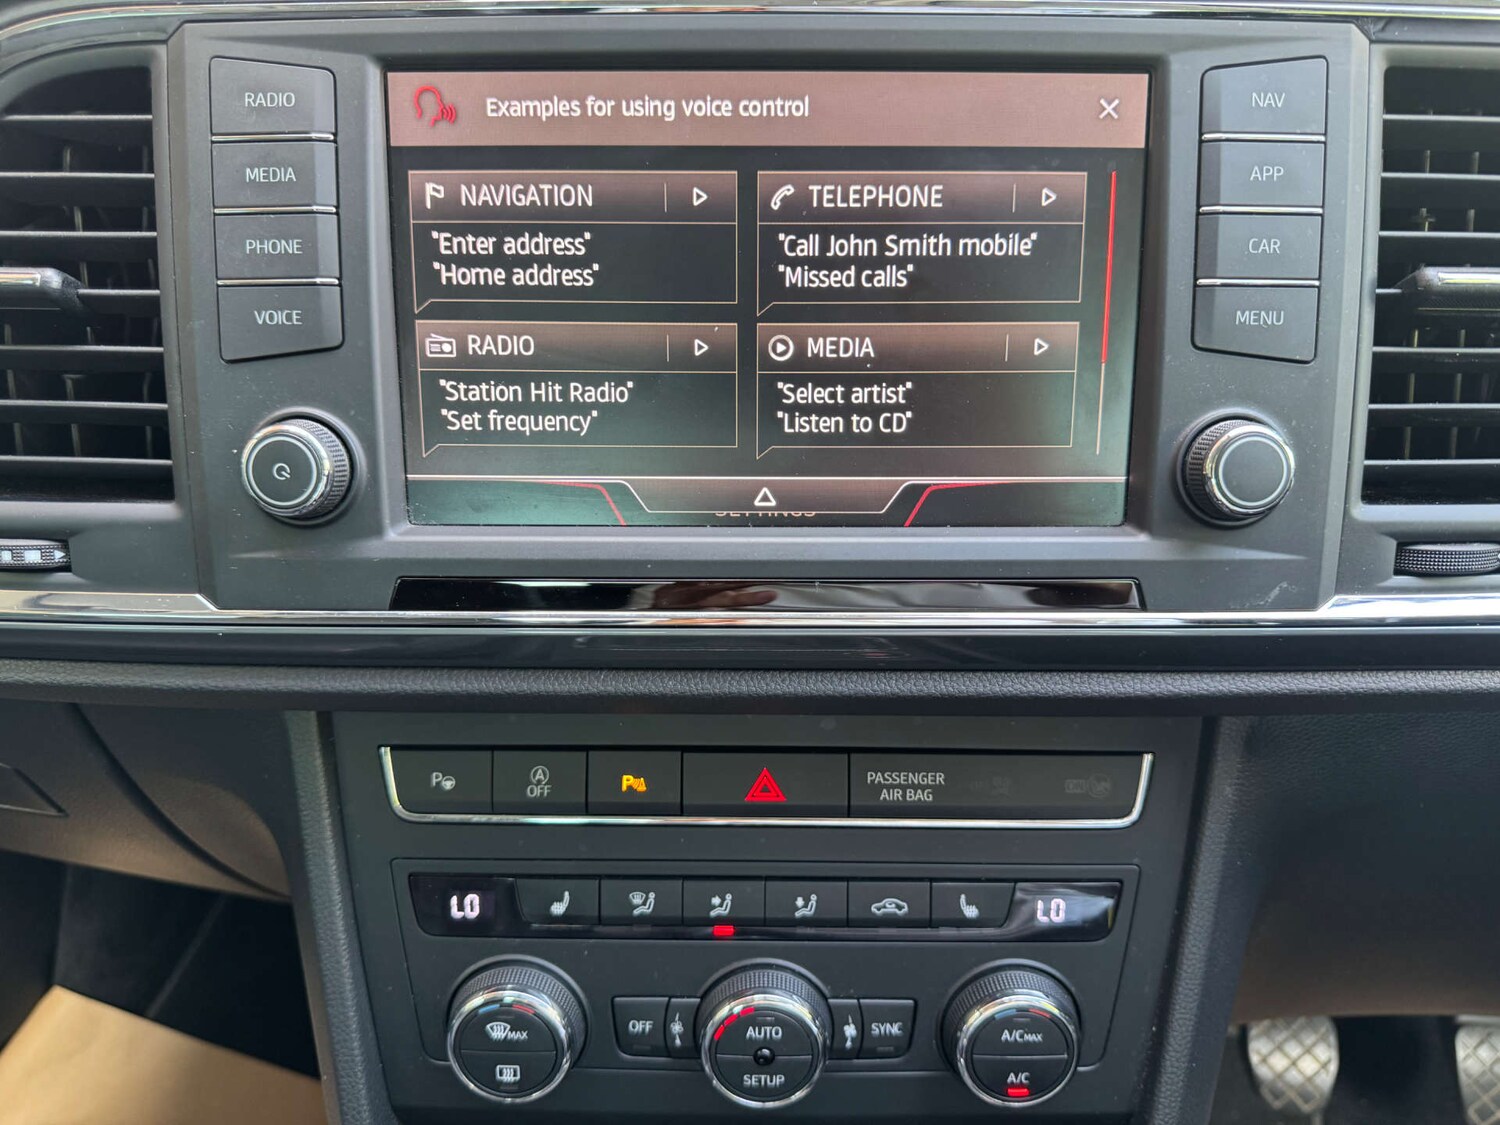 RADIO
MEDIA
PHONE
VOICE
Examples for using voice control
NAVIGATION
"Enter address"
"Home address"
TELEPHONE
"Call John Smith mobile"
"Missed calls"
RADIO
"Station Hit Radio"
"Set frequency"
MEDIA
"Select artist"
"Listen to CD"
NAV
APP
CAR
MENU
P
A
OFF
P
PASSENGER
AIR BAG
LO
LO
MAX
OFF
AUTO
SETUP
SYNC
A/C MAX
A/C